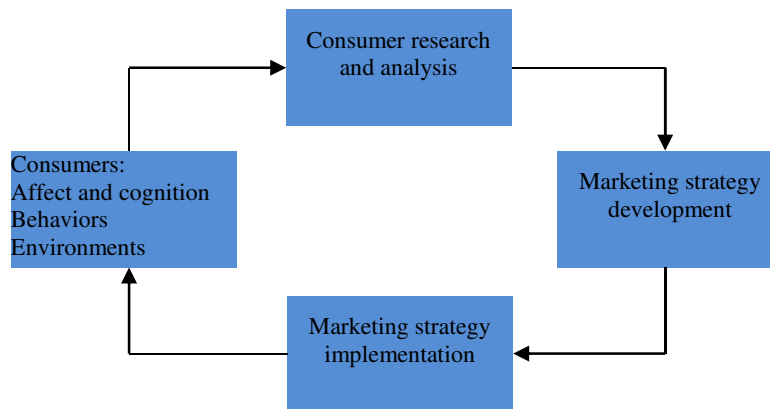 Consumer research
and analysis
Consumers:
Affect and cognition
Behaviors
Environments
Marketing strategy
development
Marketing strategy
implementation